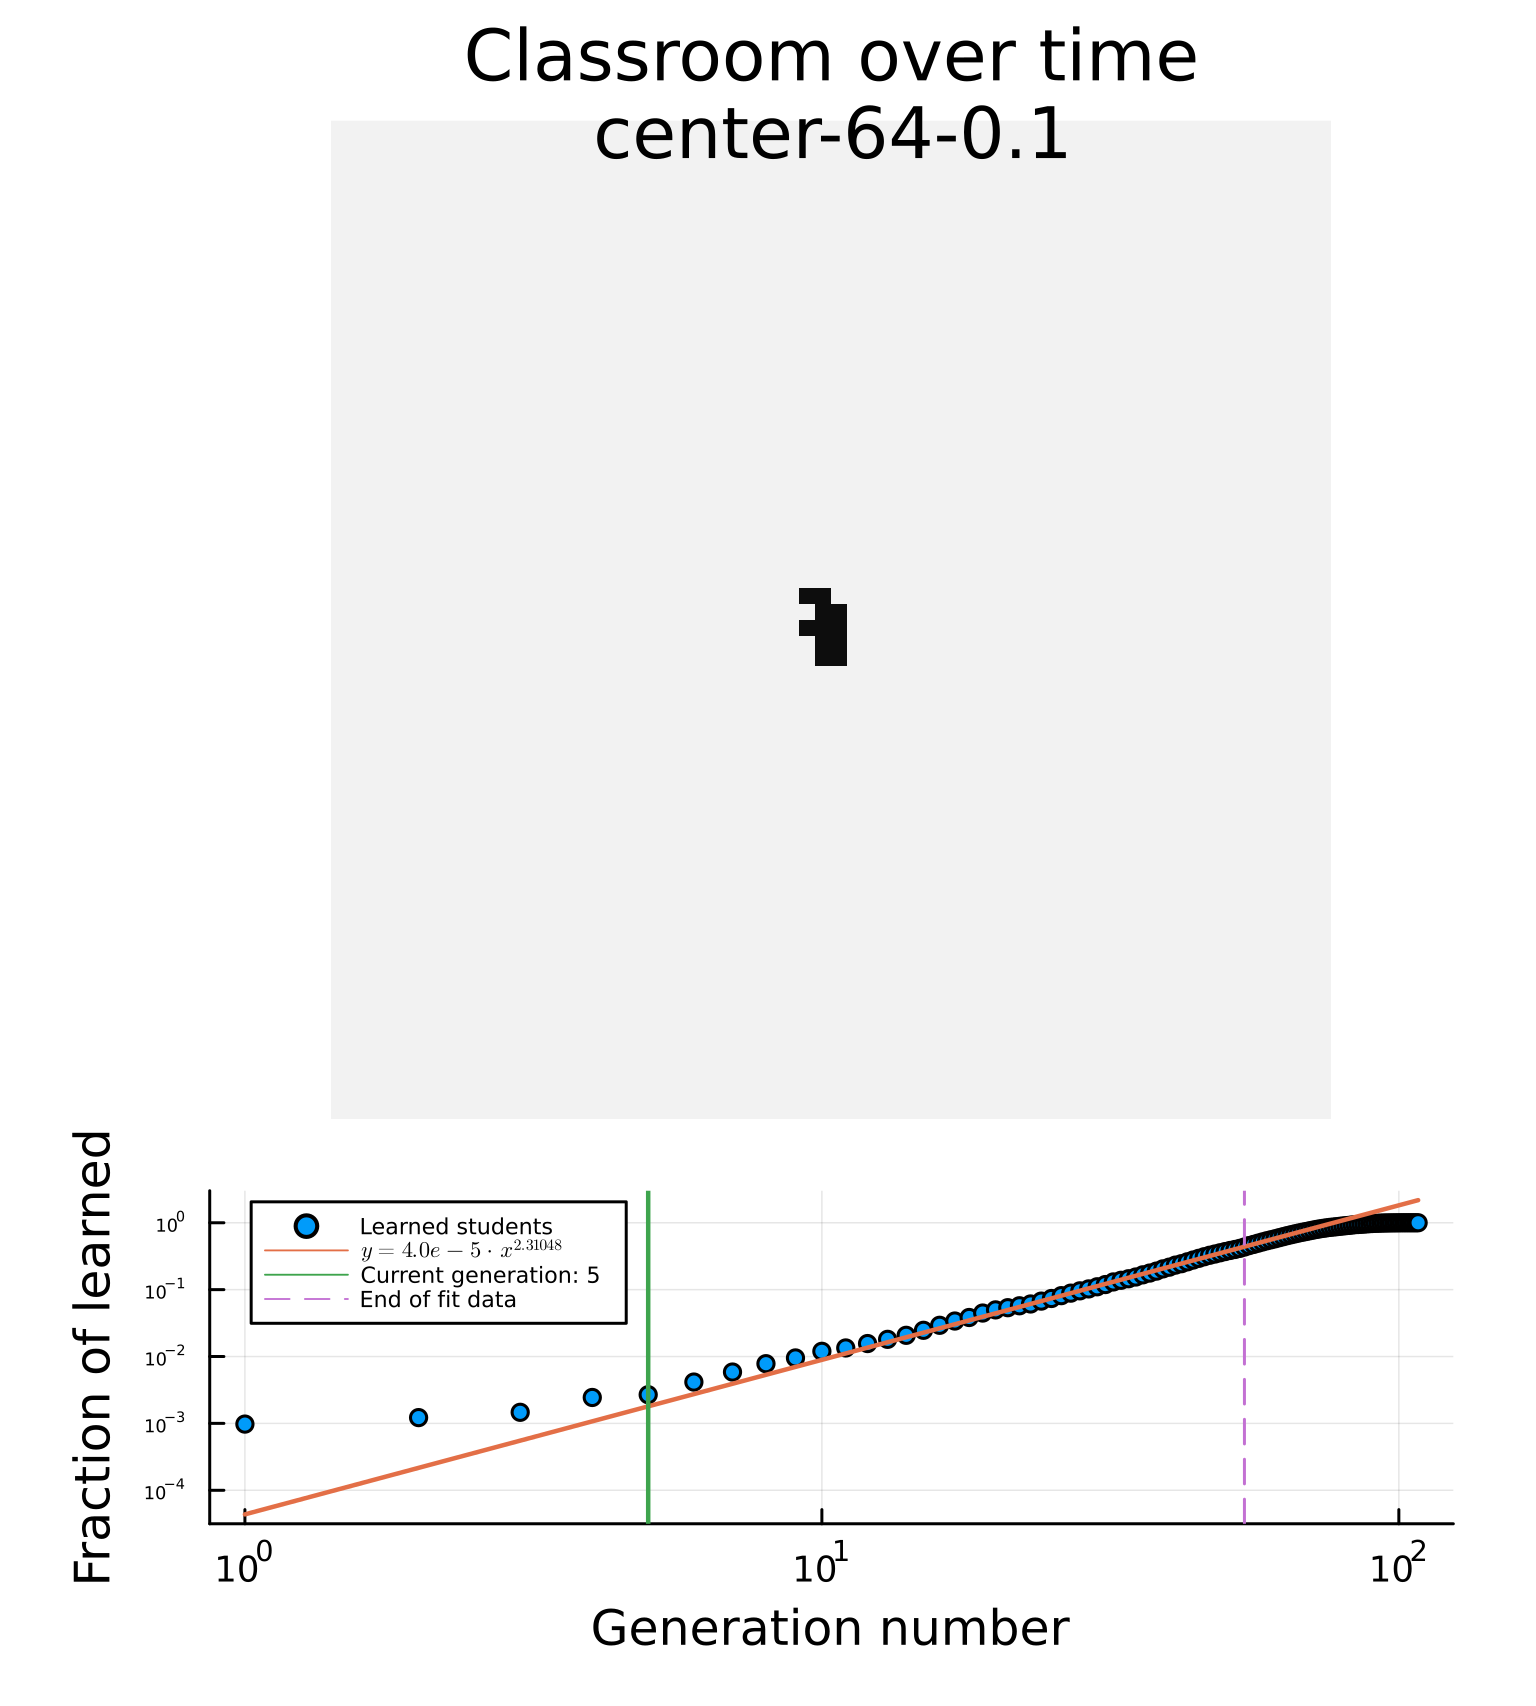 Classroom over time
center-64-0.1
Fraction of learned
10⁰
10⁻¹
10⁻²
10⁻³
10⁻⁴
Learned students
y = 4.0e − 5 · x^2.31048
Current generation: 5
End of fit data
10⁰ 10¹ 10²
Generation number